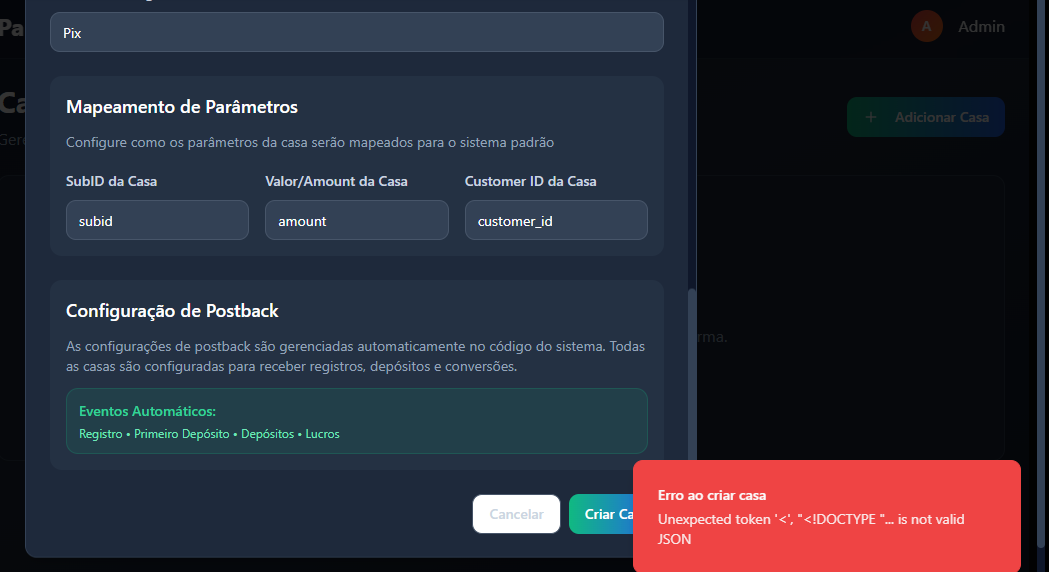 Pa
A
Admin
Pix
Ca
+ Adicionar Casa
Mapeamento de Parâmetros
Configure como os parâmetros da casa serão mapeados para o sistema padrão
SubID da Casa
Valor/Amount da Casa
Customer ID da Casa
subid
amount
customer_id
Configuração de Postback
rma.
As configurações de postback são gerenciadas automaticamente no código do sistema. Todas
as casas são configuradas para receber registros, depósitos e conversões.
Eventos Automáticos:
Registro • Primeiro Depósito • Depósitos • Lucros
Cancelar
Criar Ca
Erro ao criar casa
Unexpected token '<', "<!DOCTYPE "... is not valid
JSON